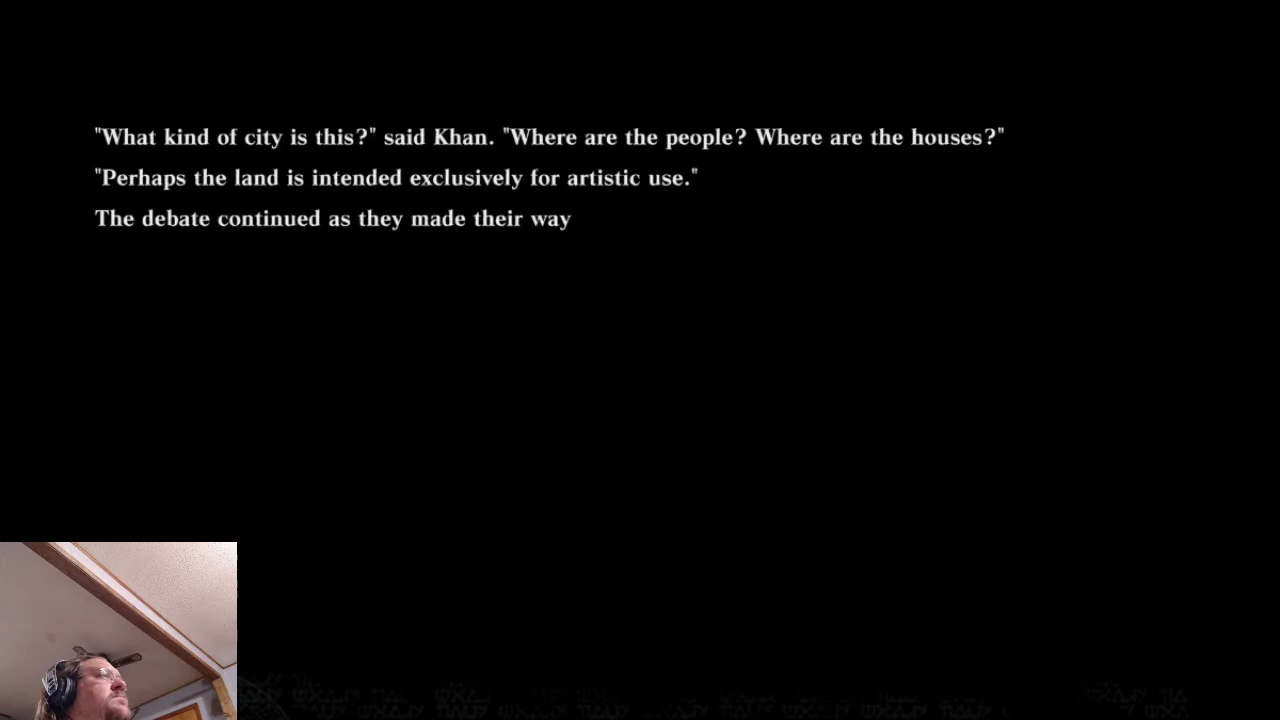 "What kind of city is this?" said Khan. "Where are the people? Where are the houses?"
"Perhaps the land is intended exclusively for artistic use."
The debate continued as they made their way